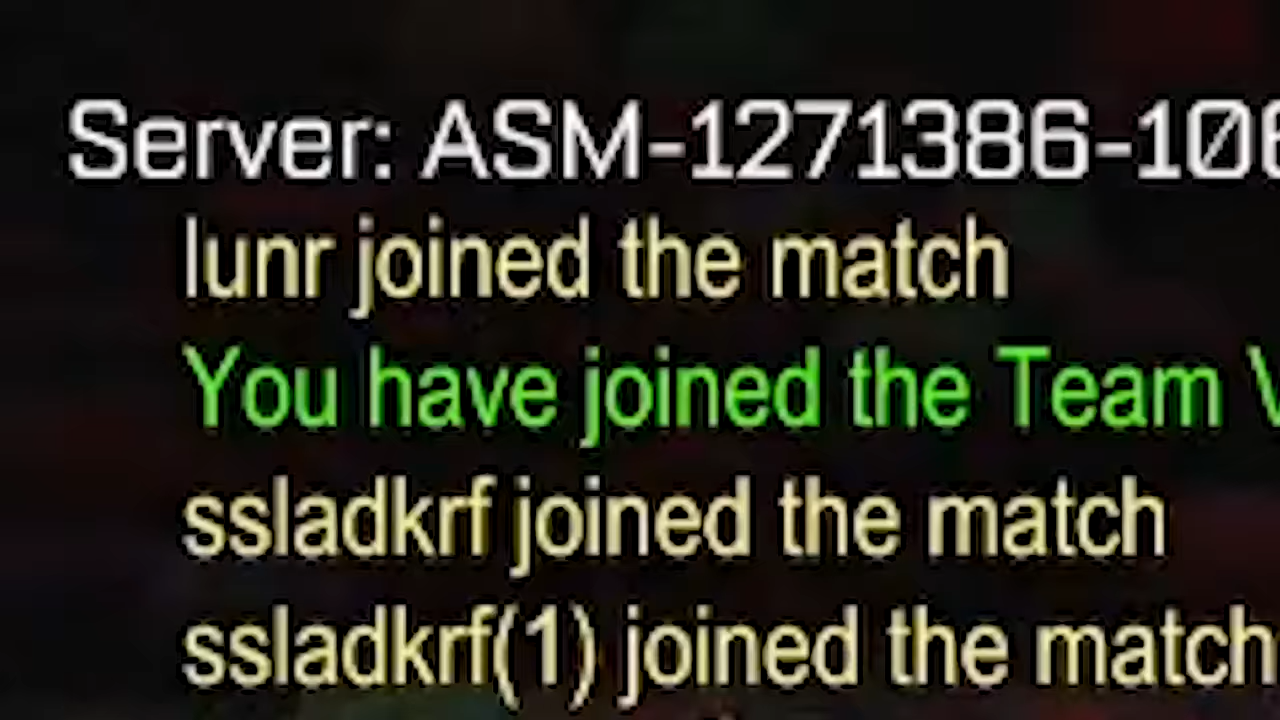 Server: ASM-1271386-106
lunr joined the match
You have joined the Team
ssladkrf joined the match
ssladkrf(1) joined the match